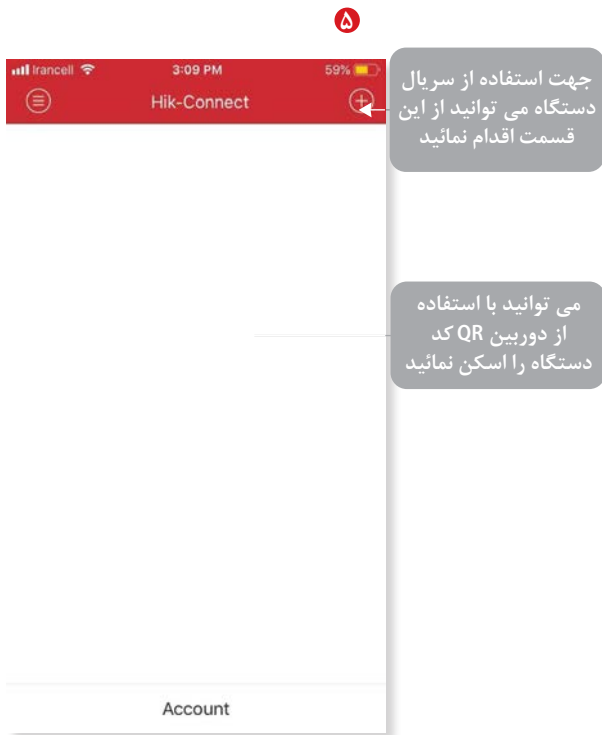 ۵
Irancell 3:09 PM 59%
Hik-Connect
جهت استفاده از سریال
دستگاه می توانید از این
قسمت اقدام نمائید
می توانید با استفاده
از دوربین QR کد
دستگاه را اسکن نمائید
Account